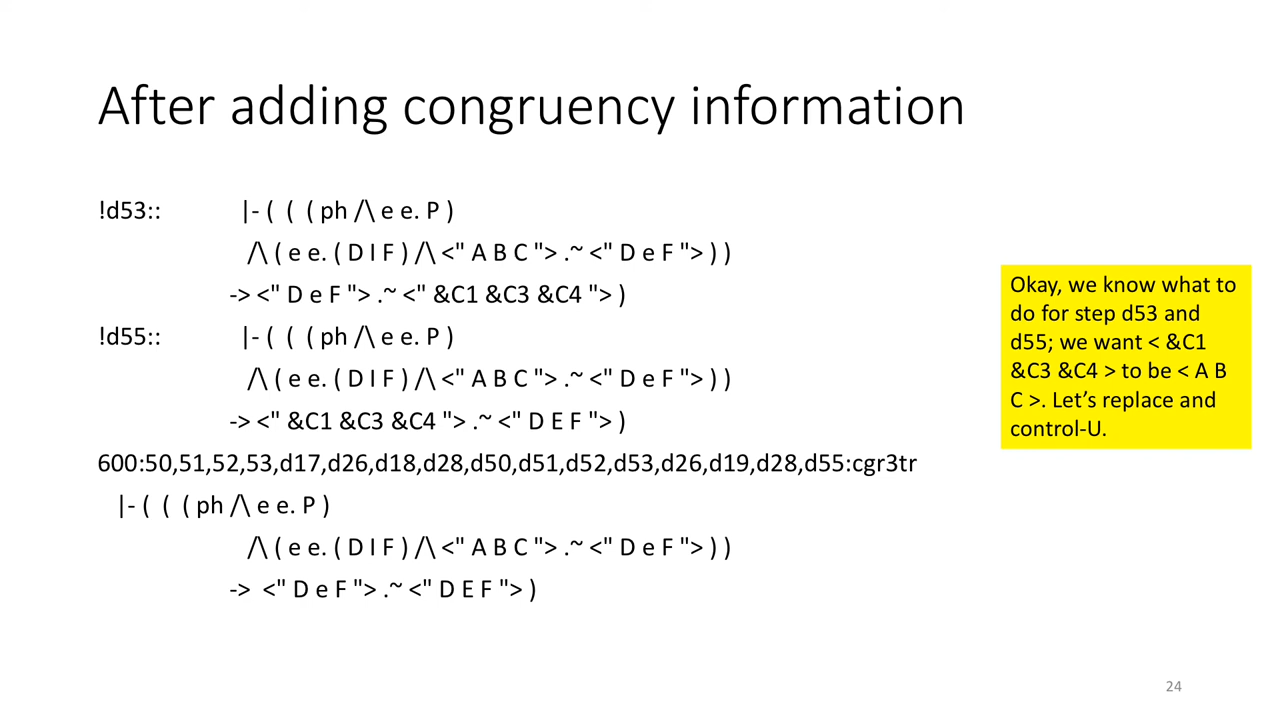 After adding congruency information
!d53:: |- ( ( ( ph /\ e e. P )
/\ ( e e. ( D I F ) /\ <" A B C "> .~ <" D e F "> ) )
-> <" D e F "> .~ <" &C1 &C3 &C4 "> )
!d55:: |- ( ( ( ph /\ e e. P )
/\ ( e e. ( D I F ) /\ <" A B C "> .~ <" D e F "> ) )
-> <" &C1 &C3 &C4 "> .~ <" D E F "> )
600:50,51,52,53,d17,d26,d18,d28,d50,d51,d52,d53,d26,d19,d28,d55:cgr3tr
|- ( ( ( ph /\ e e. P )
/\ ( e e. ( D I F ) /\ <" A B C "> .~ <" D e F "> ) )
-> <" D e F "> .~ <" D E F "> )
Okay, we know what to
do for step d53 and
d55; we want < &C1
&C3 &C4 > to be < A B
C >. Let’s replace and
control-U.
24